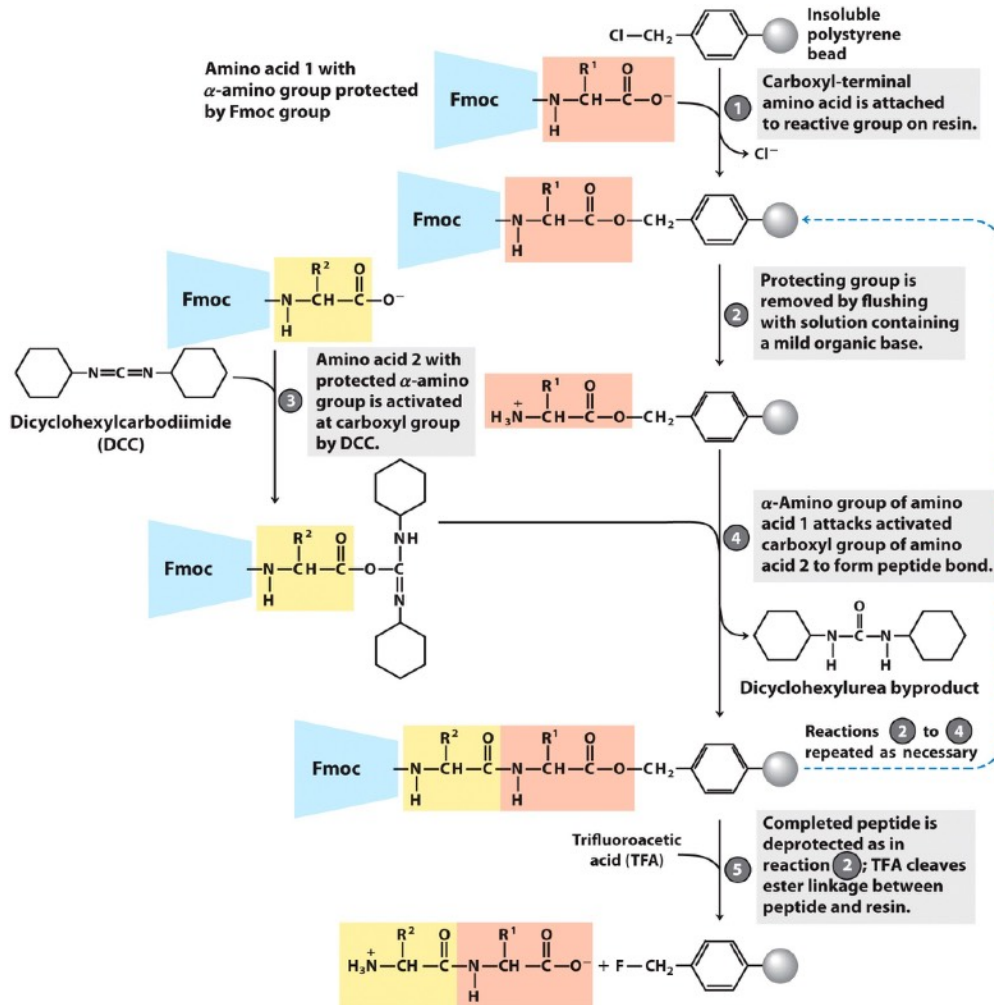 Cl—CH₂
Insoluble
polystyrene
bead
Amino acid 1 with
α-amino group protected
by Fmoc group
Fmoc
R¹ O
—N—CH—C—O⁻
H
1
Carboxyl-terminal
amino acid is attached
to reactive group on resin.
Cl⁻
Fmoc
R¹ O
—N—CH—C—O—CH₂
H
Fmoc
R² O
—N—CH—C—O⁻
H
2
Protecting group is
removed by flushing
with solution containing
a mild organic base.
N=C=N
Dicyclohexylcarbodiimide
(DCC)
3
Amino acid 2 with
protected α-amino
group is activated
at carboxyl group
by DCC.
R¹ O
H₃N⁺—CH—C—O—CH₂
Fmoc
R² O NH
—N—CH—C—O—C
H N
4
α-Amino group of amino
acid 1 attacks activated
carboxyl group of amino
acid 2 to form peptide bond.
O
N—C—N
H H
Dicyclohexylurea byproduct
Fmoc
R² O R¹ O
—N—CH—C—N—CH—C—O—CH₂
H H
Reactions 2 to 4
repeated as necessary
Trifluoroacetic
acid (TFA)
5
Completed peptide is
deprotected as in
reaction 2; TFA cleaves
ester linkage between
peptide and resin.
R² O R¹ O
H₃N⁺—CH—C—N—CH—C—O⁻ + F—CH₂
H